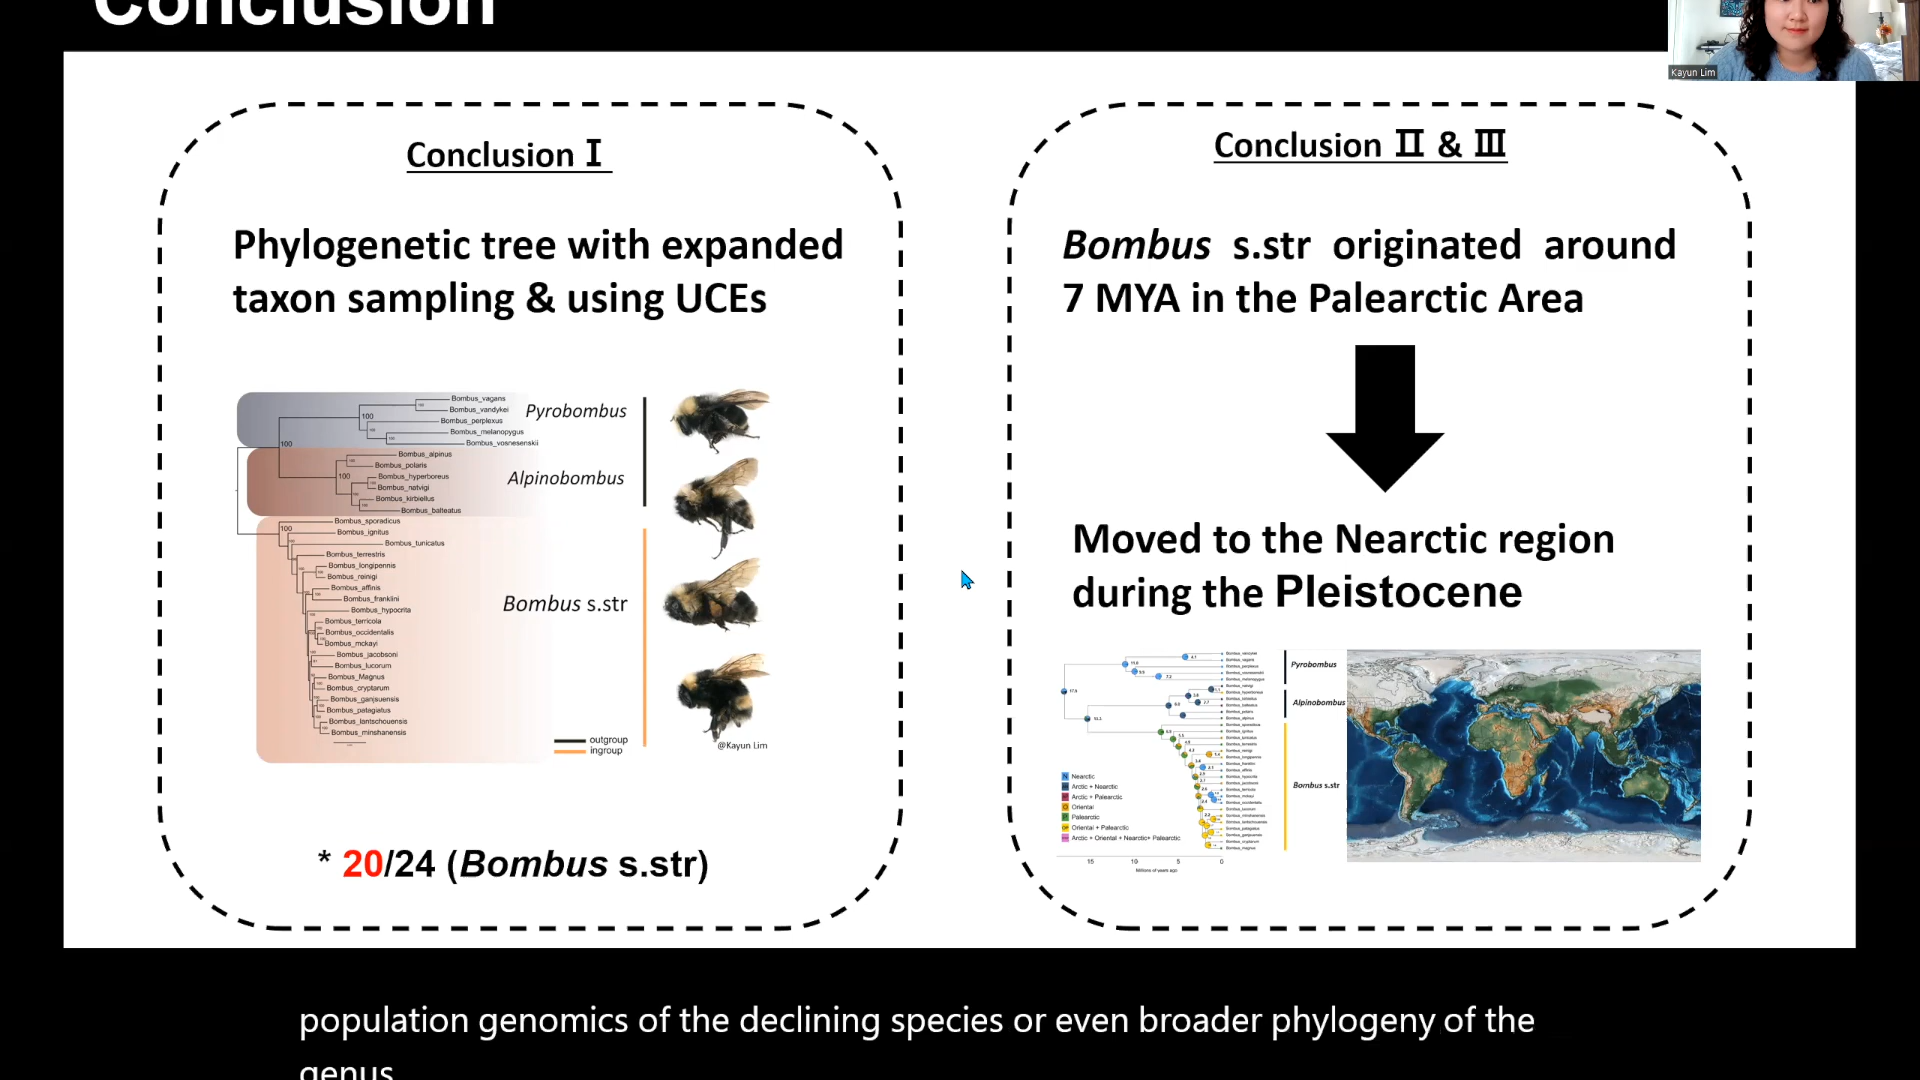 Conclusion
Kayun Lim
Conclusion Ⅰ
Phylogenetic tree with expanded
taxon sampling & using UCEs
Bombus_vagans
Bombus_vandykei
Bombus_perplexus
Bombus_melanopygus
Bombus_vosnesenskii
Pyrobombus
100
100
Bombus_alpinus
Bombus_polaris
Bombus_hyperboreus
Bombus_natvigi
Bombus_kirbiellus
Bombus_balteatus
Alpinobombus
100
Bombus_sporadicus
Bombus_ignitus
Bombus_tunicatus
Bombus_terrestris
Bombus_longipennis
Bombus_reinigi
Bombus_affinis
Bombus_franklini
Bombus_hypocrita
Bombus_terricola
Bombus_occidentalis
Bombus_mckayi
Bombus_jacobsoni
Bombus_lucorum
Bombus_Magnus
Bombus_cryptarum
Bombus_ganjsuensis
Bombus_patagiatus
Bombus_lantschouensis
Bombus_minshanensis
100
Bombus s.str
outgroup
ingroup
@Kayun Lim
* 20/24 (Bombus s.str)
Conclusion Ⅱ & Ⅲ
Bombus s.str originated around
7 MYA in the Palearctic Area
Moved to the Nearctic region
during the Pleistocene
Pyrobombus
Alpinobombus
Bombus s.str
Nearctic
Arctic + Nearctic
Arctic + Palearctic
Oriental
Palearctic
Oriental + Palearctic
Arctic + Oriental + Nearctic+ Palearctic
15 10 5 0
Millions of years ago
population genomics of the declining species or even broader phylogeny of the
genus